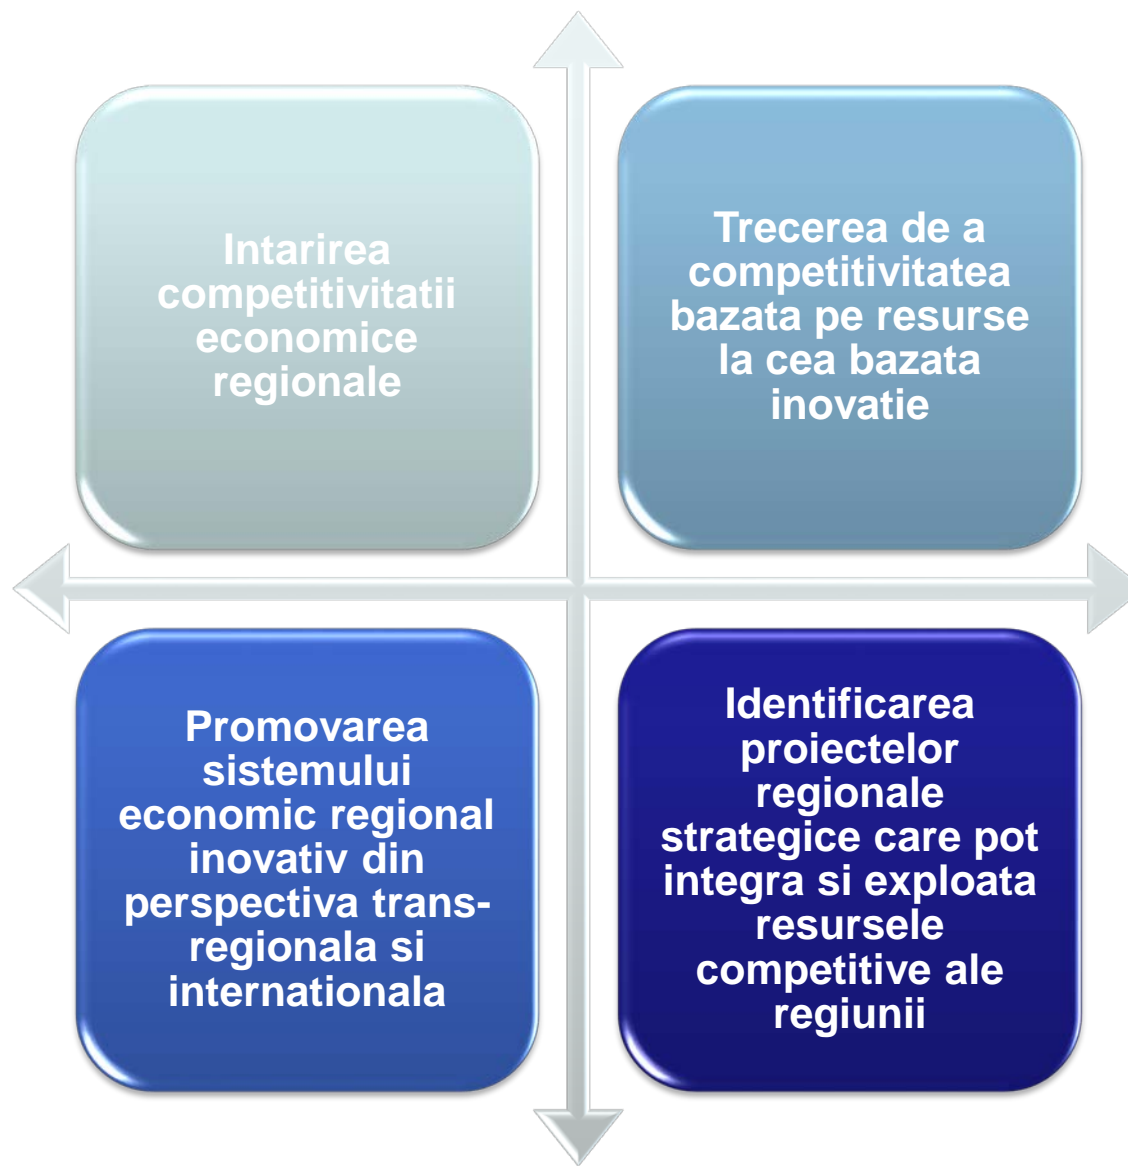 Intarirea
competitivitatii
economice
regionale
Trecerea de a
competitivitatea
bazata pe resurse
la cea bazata
inovatie
Promovarea
sistemului
economic regional
inovativ din
perspectiva trans-
regionala si
internationala
Identificarea
proiectelor
regionale
strategice care pot
integra si exploata
resursele
competitive ale
regiunii